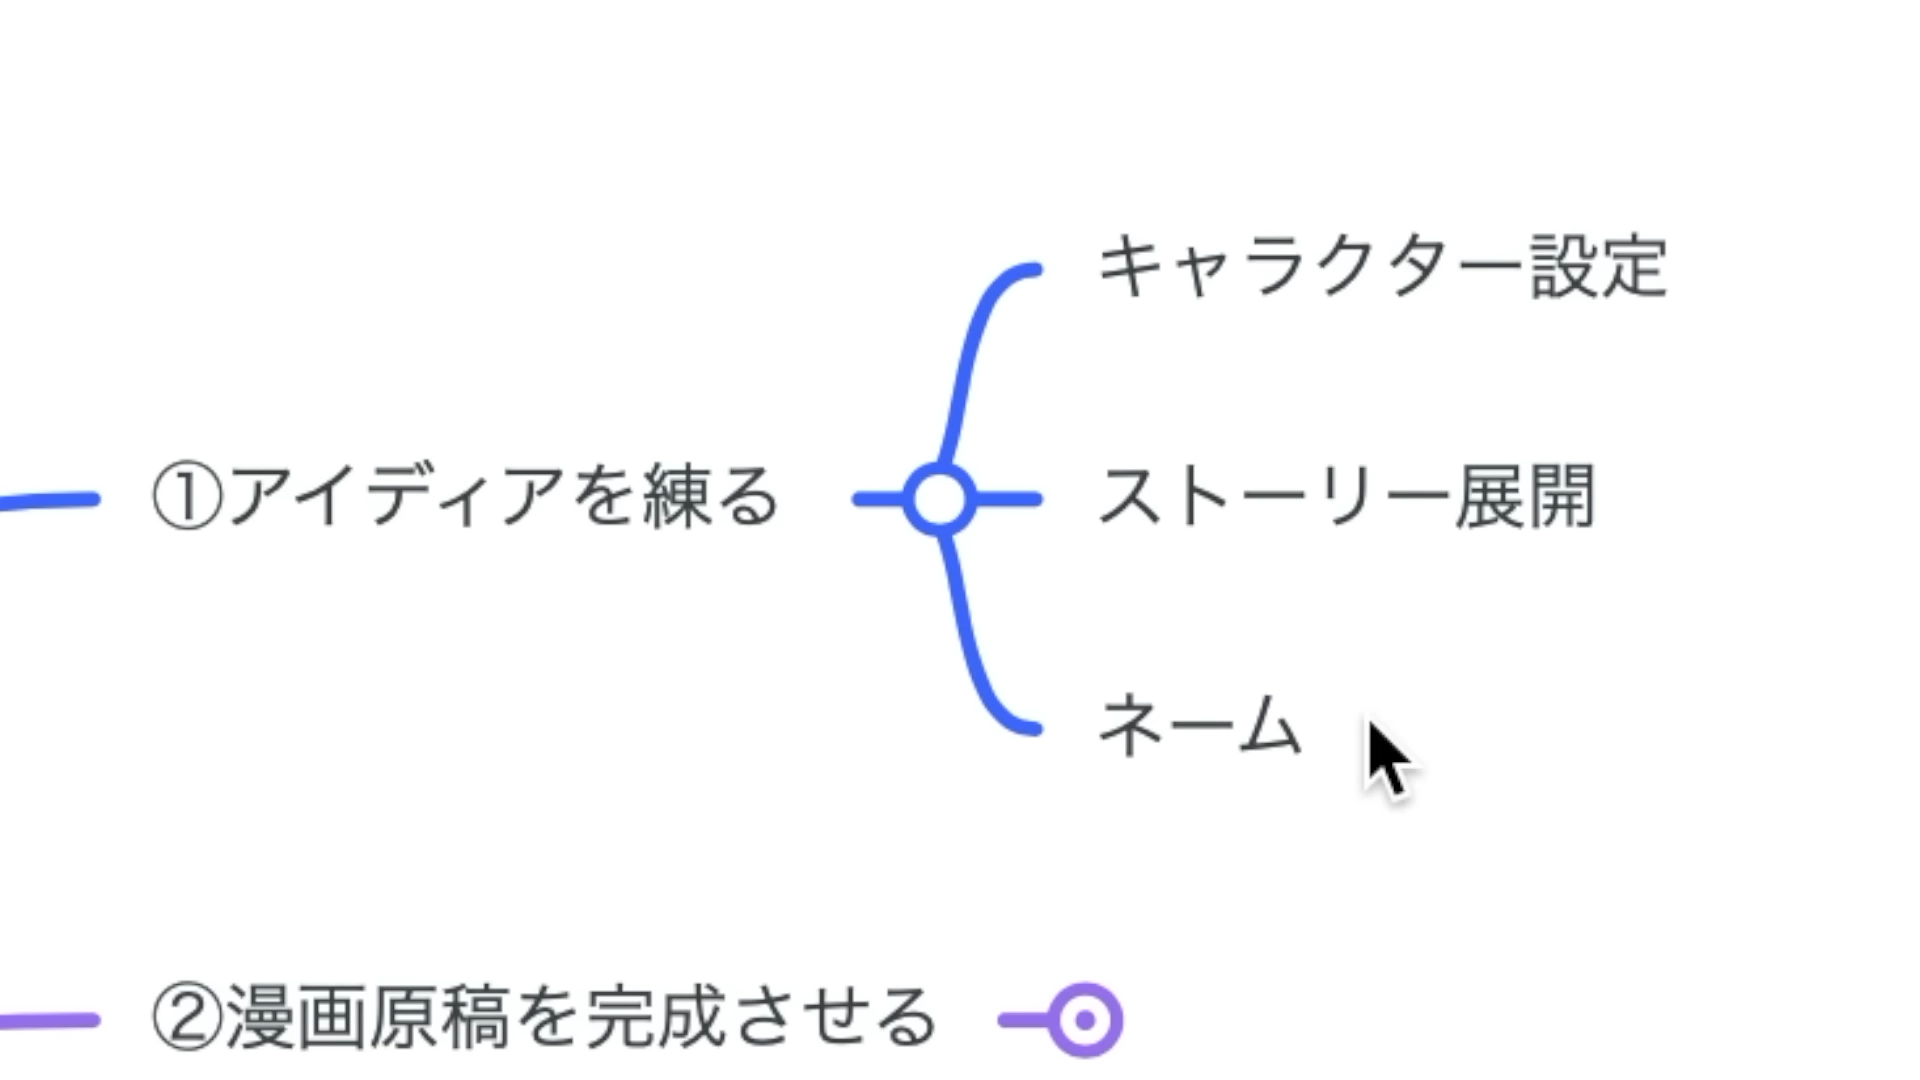 ①アイディアを練る
キャラクター設定
ストーリー展開
ネーム
②漫画原稿を完成させる